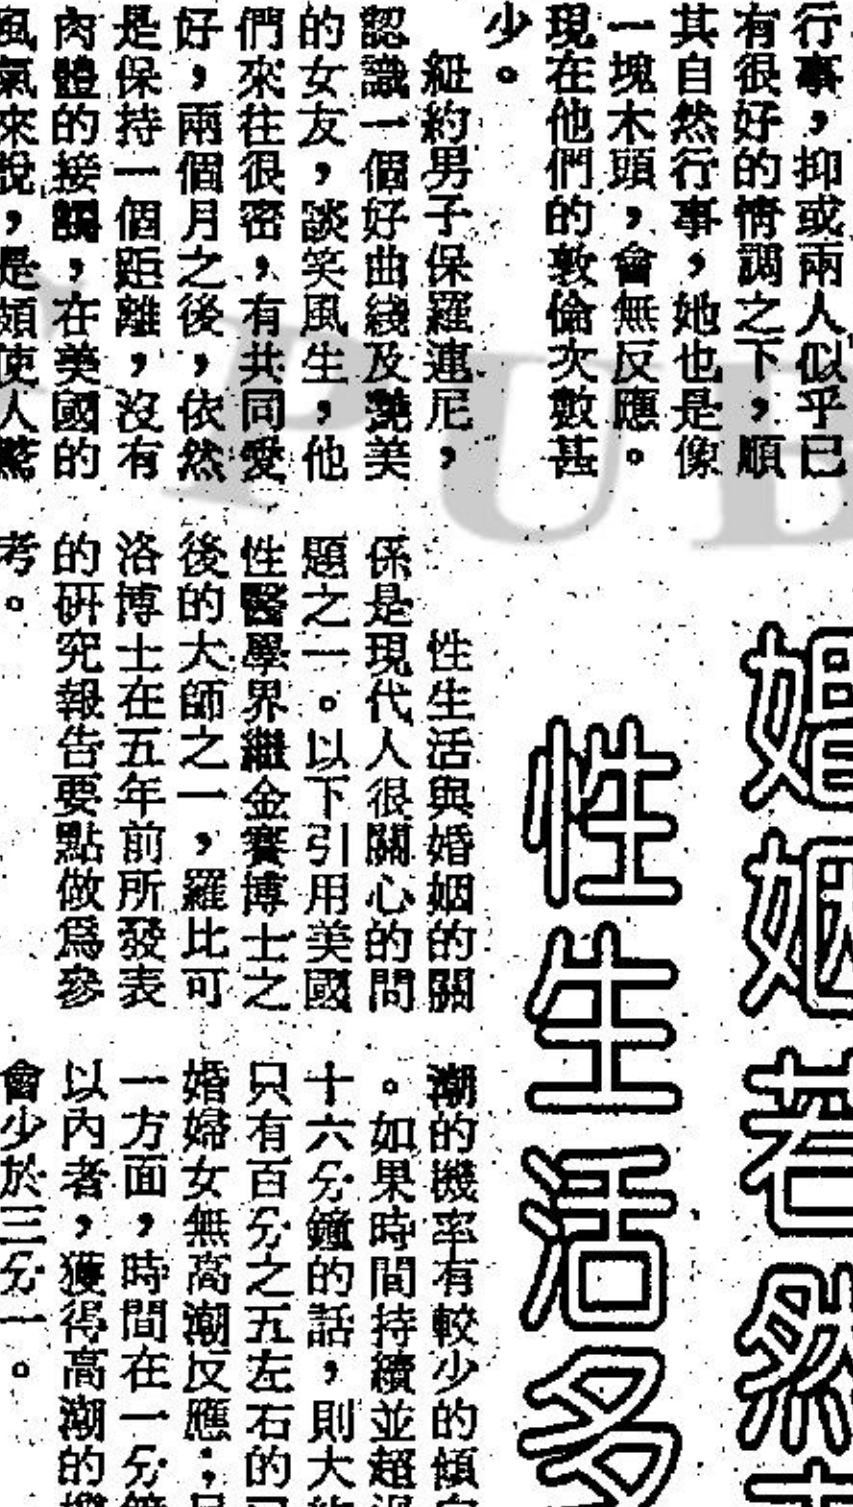 行事，抑或兩人似乎已
有很好的情調之下，順
其自然行事，她也是像
一塊木頭，會無反應。
現在他們的敦倫次數甚
少。
紐約男子保羅連尼，
認識一個好曲綫及艷美
的女友，談笑風生，他
們來往很密，有共同愛
好，兩個月之後，依然
是保持一個距離，沒有
肉體的接觸，在美國的
風氣來說，是頗使人驚
婚姻若然
性生活多
性生活與婚姻的關
係是現代人很關心的問
題之一。以下引用美國
性醫學界繼金賽博士之
後的大師之一，羅比可
洛博士在五年前所發表
的研究報告要點做爲參
考。
潮的機率有較少的傾
。如果時間持續並超
十六分鐘的話，則大
只有百分之五左右的
婚婦女無高潮反應；
一方面，時間在一分
以內者，獲得高潮的
會少於三分一。
PUB